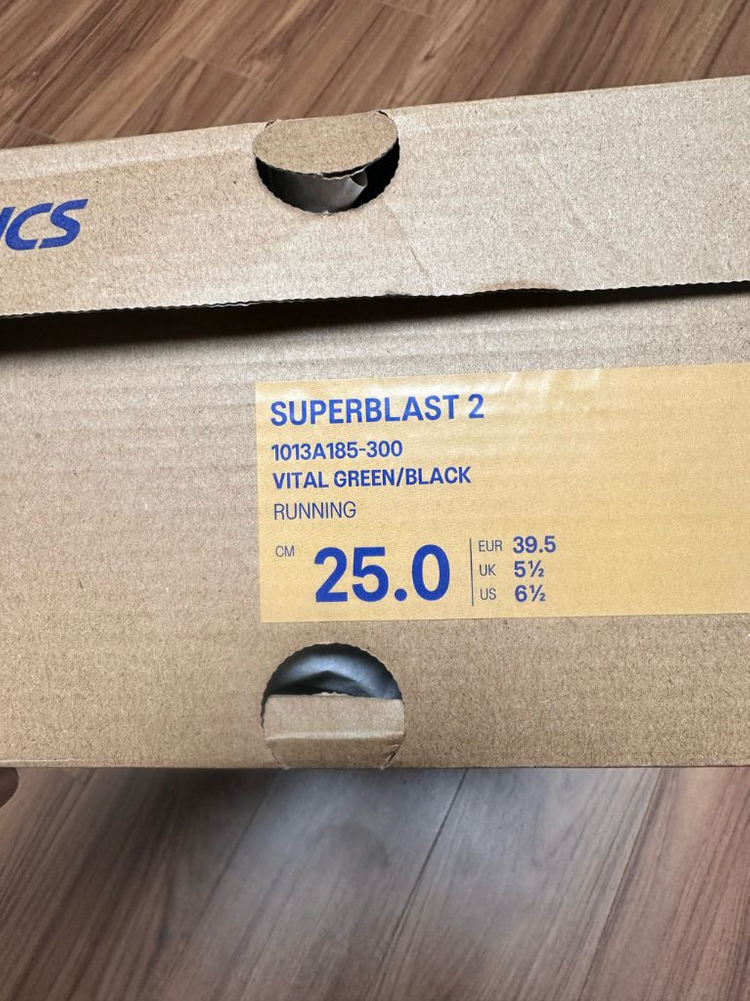 ICS
SUPERBLAST 2
1013A185-300
VITAL GREEN/BLACK
RUNNING
CM 25.0
EUR 39.5
UK 5½
US 6½